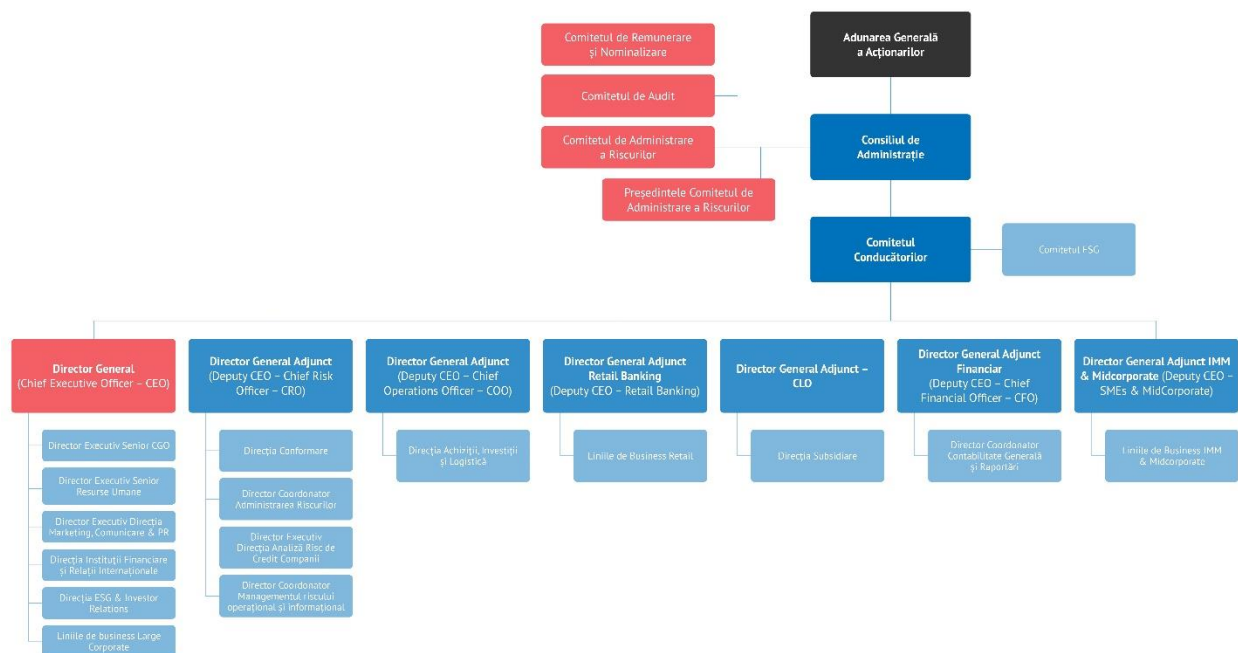 Comitetul de Remunerare
și Nominalizare
Adunarea Generală
a Acționarilor
Comitetul de Audit
Comitetul de Administrare
a Riscurilor
Consiliul de
Administrație
Președintele Comitetul de
Administrare a Riscurilor
Comitetul
Conducătorilor
Comitetul ESG
Director General
(Chief Executive Officer – CEO)
Director General Adjunct
(Deputy CEO – Chief Risk
Officer – CRO)
Director General Adjunct
(Deputy CEO – Chief
Operations Officer – COO)
Director General Adjunct
Retail Banking
(Deputy CEO – Retail Banking)
Director General Adjunct –
CLO
Director General Adjunct
Financiar
(Deputy CEO – Chief
Financial Officer – CFO)
Director General Adjunct IMM
& Midcorporate (Deputy CEO –
SMEs & MidCorporate)
Director Executiv Senior CGO
Director Executiv Senior
Resurse Umane
Director Executiv Direcția
Marketing, Comunicare & PR
Direcția Instituții Financiare
și Relații Internaționale
Direcția ESG & Investor
Relations
Liniile de business Large
Corporate
Direcția Conformare
Director Coordonator
Administrarea Riscurilor
Director Executiv
Direcția Analiză Risc de
Credit Companii
Director Coordonator
Managementul riscului
operațional și informațional
Direcția Achiziții, Investiții
și Logistică
Liniile de Business Retail
Direcția Subsidiare
Director Coordonator
Contabilitate Generală
și Raportări
Liniile de Business IMM
& Midcorporate